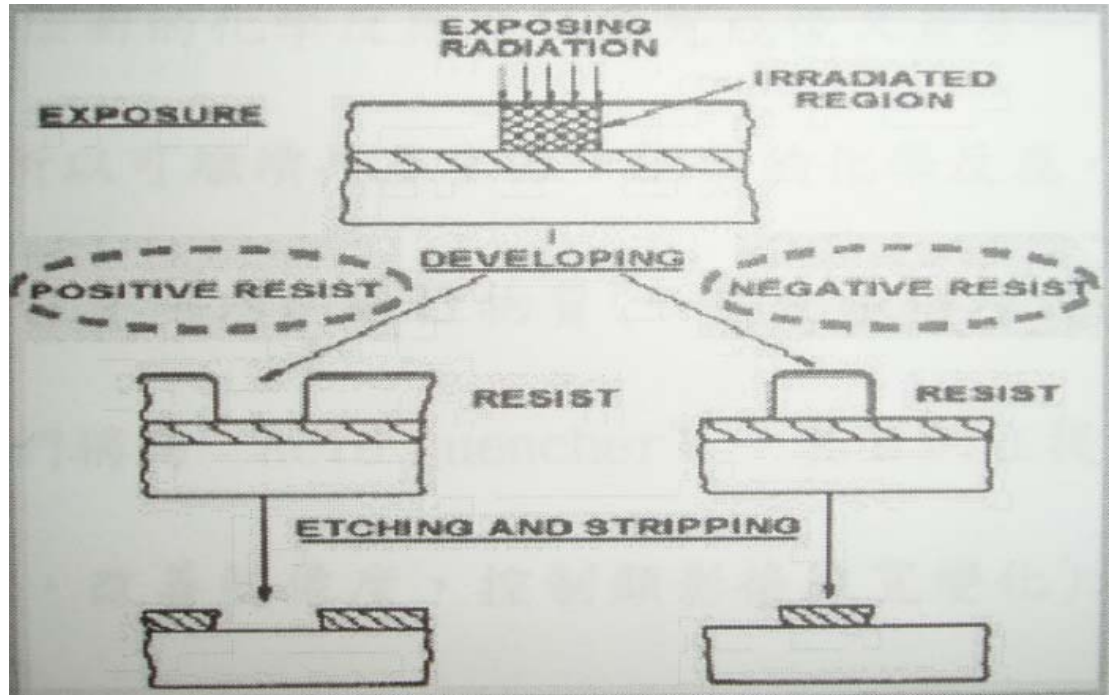 EXPOSING
RADIATION
IRRADIATED
REGION
EXPOSURE
DEVELOPING
POSITIVE RESIST
NEGATIVE RESIST
RESIST
RESIST
ETCHING AND STRIPPING